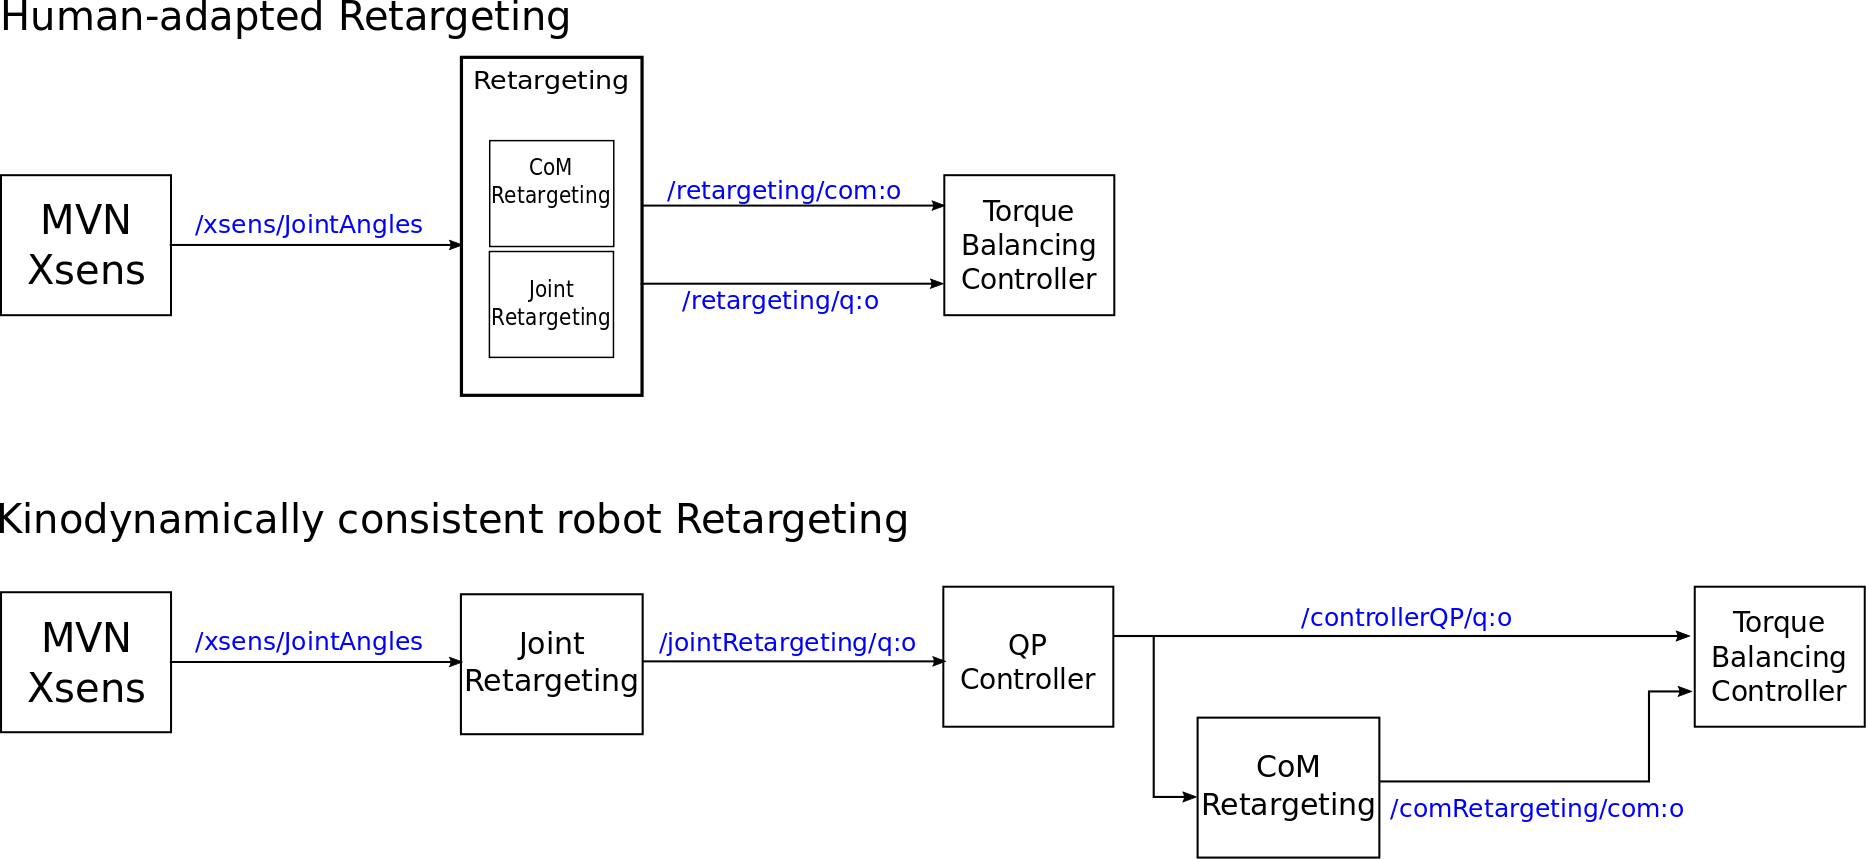 Human-adapted Retargeting
Retargeting
CoM
Retargeting
Joint
Retargeting
MVN
Xsens
/xsens/JointAngles
/retargeting/com:o
/retargeting/q:o
Torque
Balancing
Controller
Kinodynamically consistent robot Retargeting
MVN
Xsens
/xsens/JointAngles
Joint
Retargeting
/jointRetargeting/q:o
QP
Controller
/controllerQP/q:o
CoM
Retargeting
/comRetargeting/com:o
Torque
Balancing
Controller